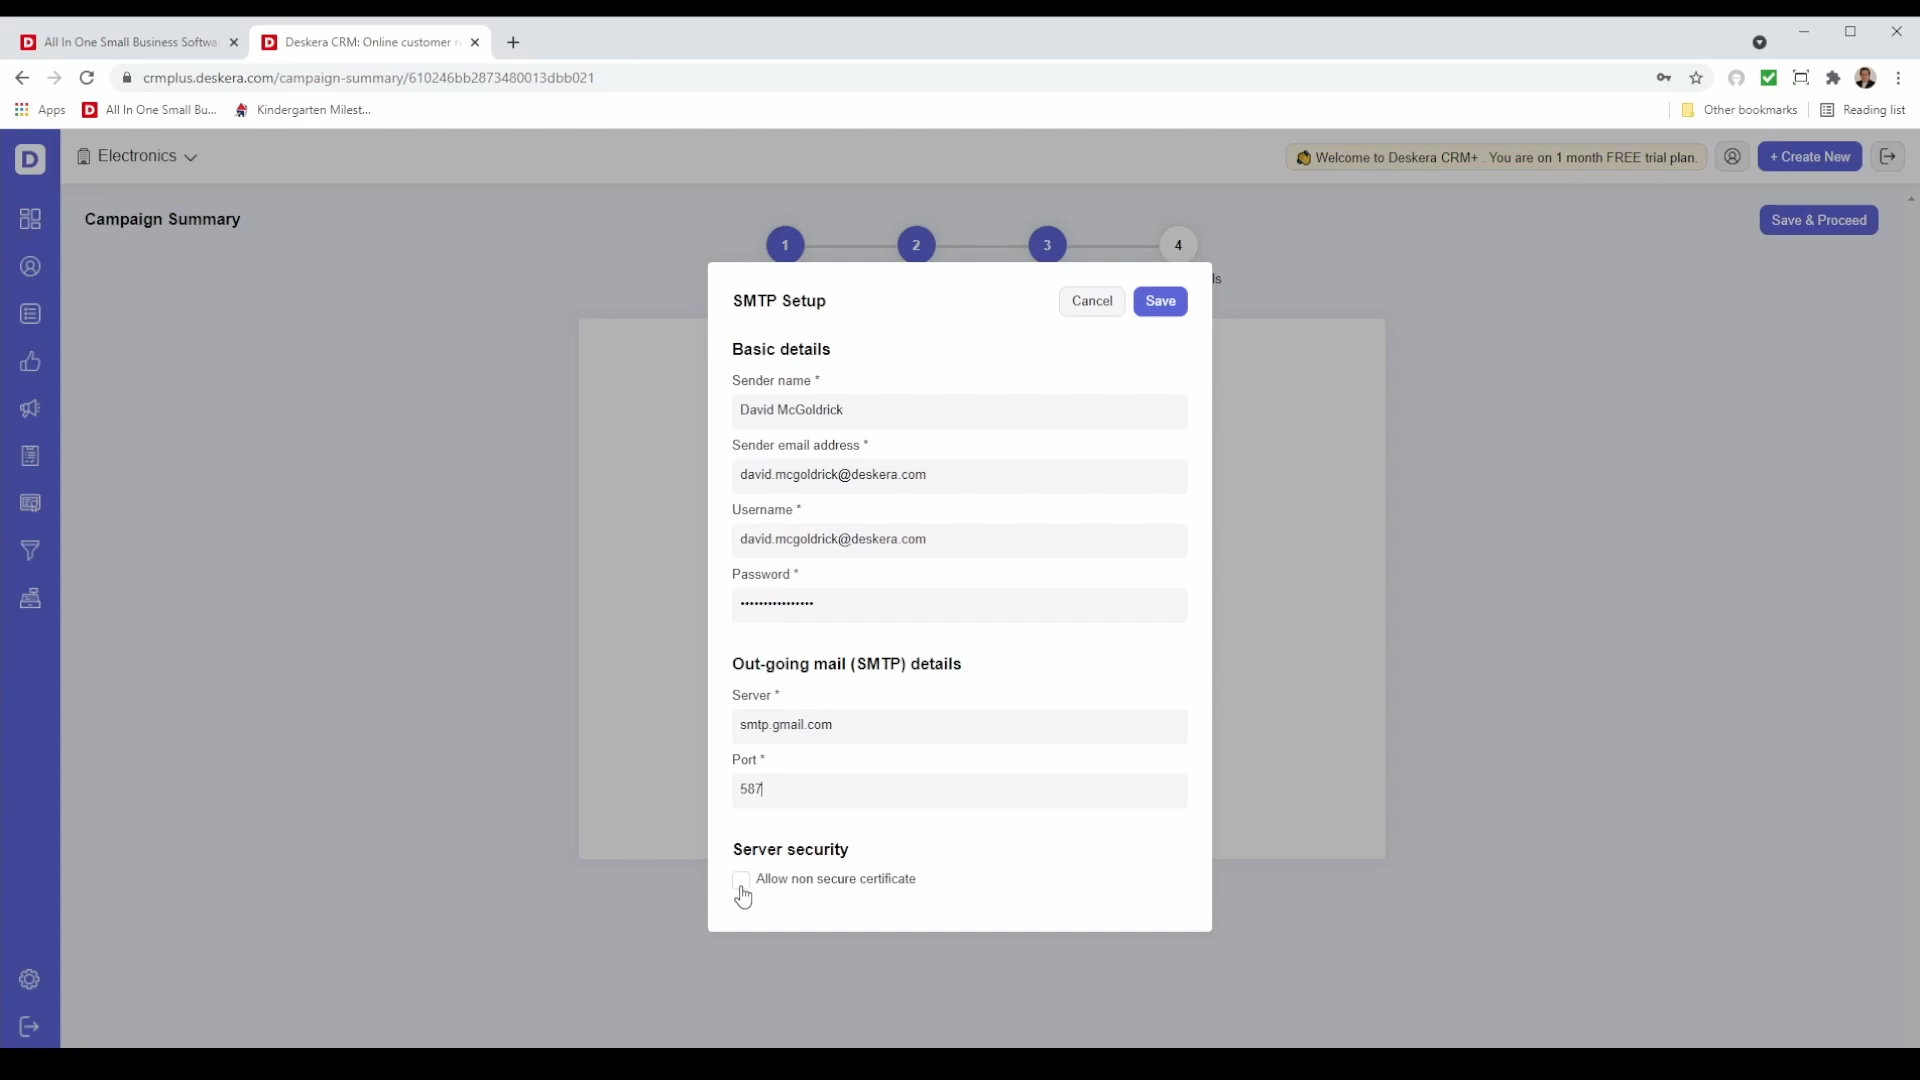 All In One Small Business Softwa
Deskera CRM: Online customer r
crmplus.deskera.com/campaign-summary/610246bb2873480013dbb021
Apps
All In One Small Bu...
Kindergarten Milest...
Other bookmarks
Reading list
D
Electronics
Welcome to Deskera CRM+ . You are on 1 month FREE trial plan.
+ Create New
Campaign Summary
Save & Proceed
1
2
3
4
ls
SMTP Setup
Cancel
Save
Basic details
Sender name *
David McGoldrick
Sender email address *
david.mcgoldrick@deskera.com
Username *
david.mcgoldrick@deskera.com
Password *
••••••••••••••••
Out-going mail (SMTP) details
Server *
smtp.gmail.com
Port *
587
Server security
Allow non secure certificate